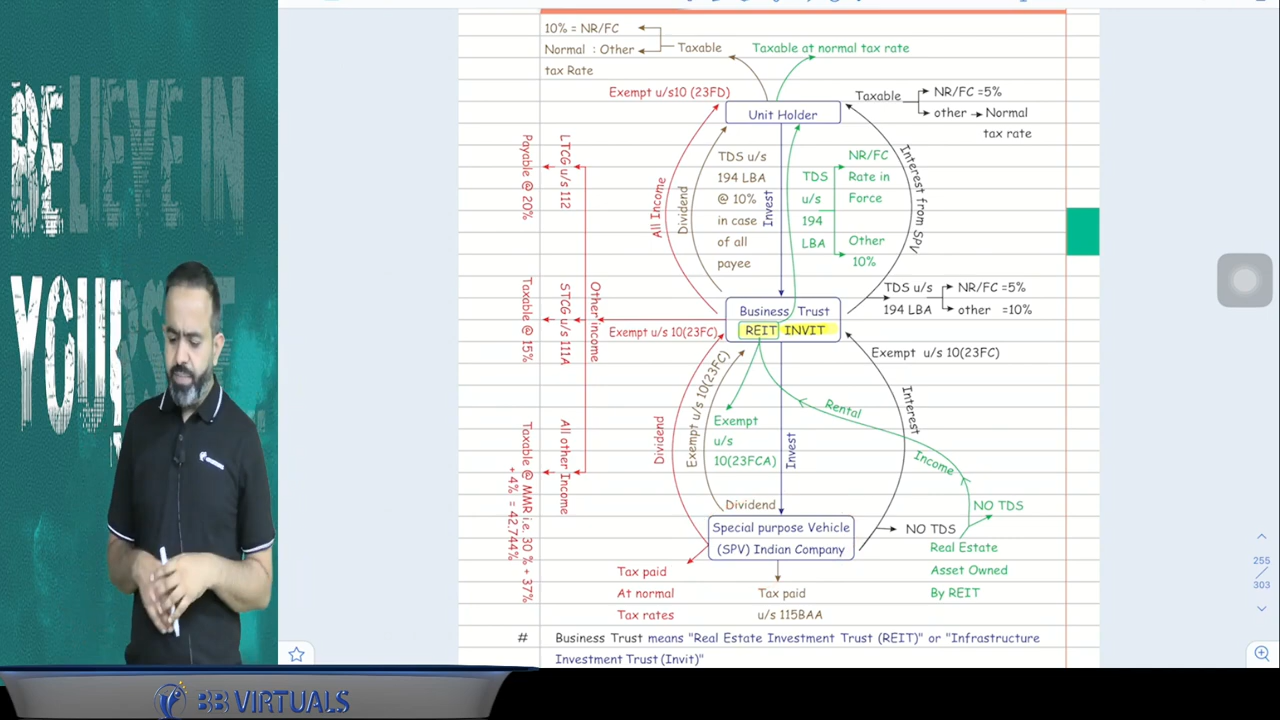 BELIEVE IN
YOURSELF
10% = NR/FC
Normal : Other
tax Rate
Taxable
Taxable at normal tax rate
Exempt u/s10 (23FD)
Unit Holder
Taxable
NR/FC =5%
other → Normal
tax rate
LTCG u/s 112
Payable @ 20%
All Income
Dividend
TDS u/s
194 LBA
@ 10%
in case
of all
payee
Invest
TDS
u/s
194
LBA
NR/FC
Rate in
Force
Other
10%
Interest from SPV
STCG u/s 111A
Taxable@ 15%
Other income
Exempt u/s 10(23FC)
Business Trust
REIT INVIT
TDS u/s
194 LBA
NR/FC =5%
other =10%
Exempt u/s 10(23FC)
All other Income
Taxable @ MMR i.e. 30 % + 37%
+ 4% = 42.744%
Dividend
Exempt u/s 10(23FC)
Exempt
u/s
10(23FCA)
Invest
Rental
Income
Interest
Dividend
Special purpose Vehicle
(SPV) Indian Company
NO TDS
NO TDS
Real Estate
Asset Owned
By REIT
Tax paid
At normal
Tax rates
Tax paid
u/s 115BAA
# Business Trust means "Real Estate Investment Trust (REIT)" or "Infrastructure
Investment Trust (Invit)"
255
303
BB VIRTUALS